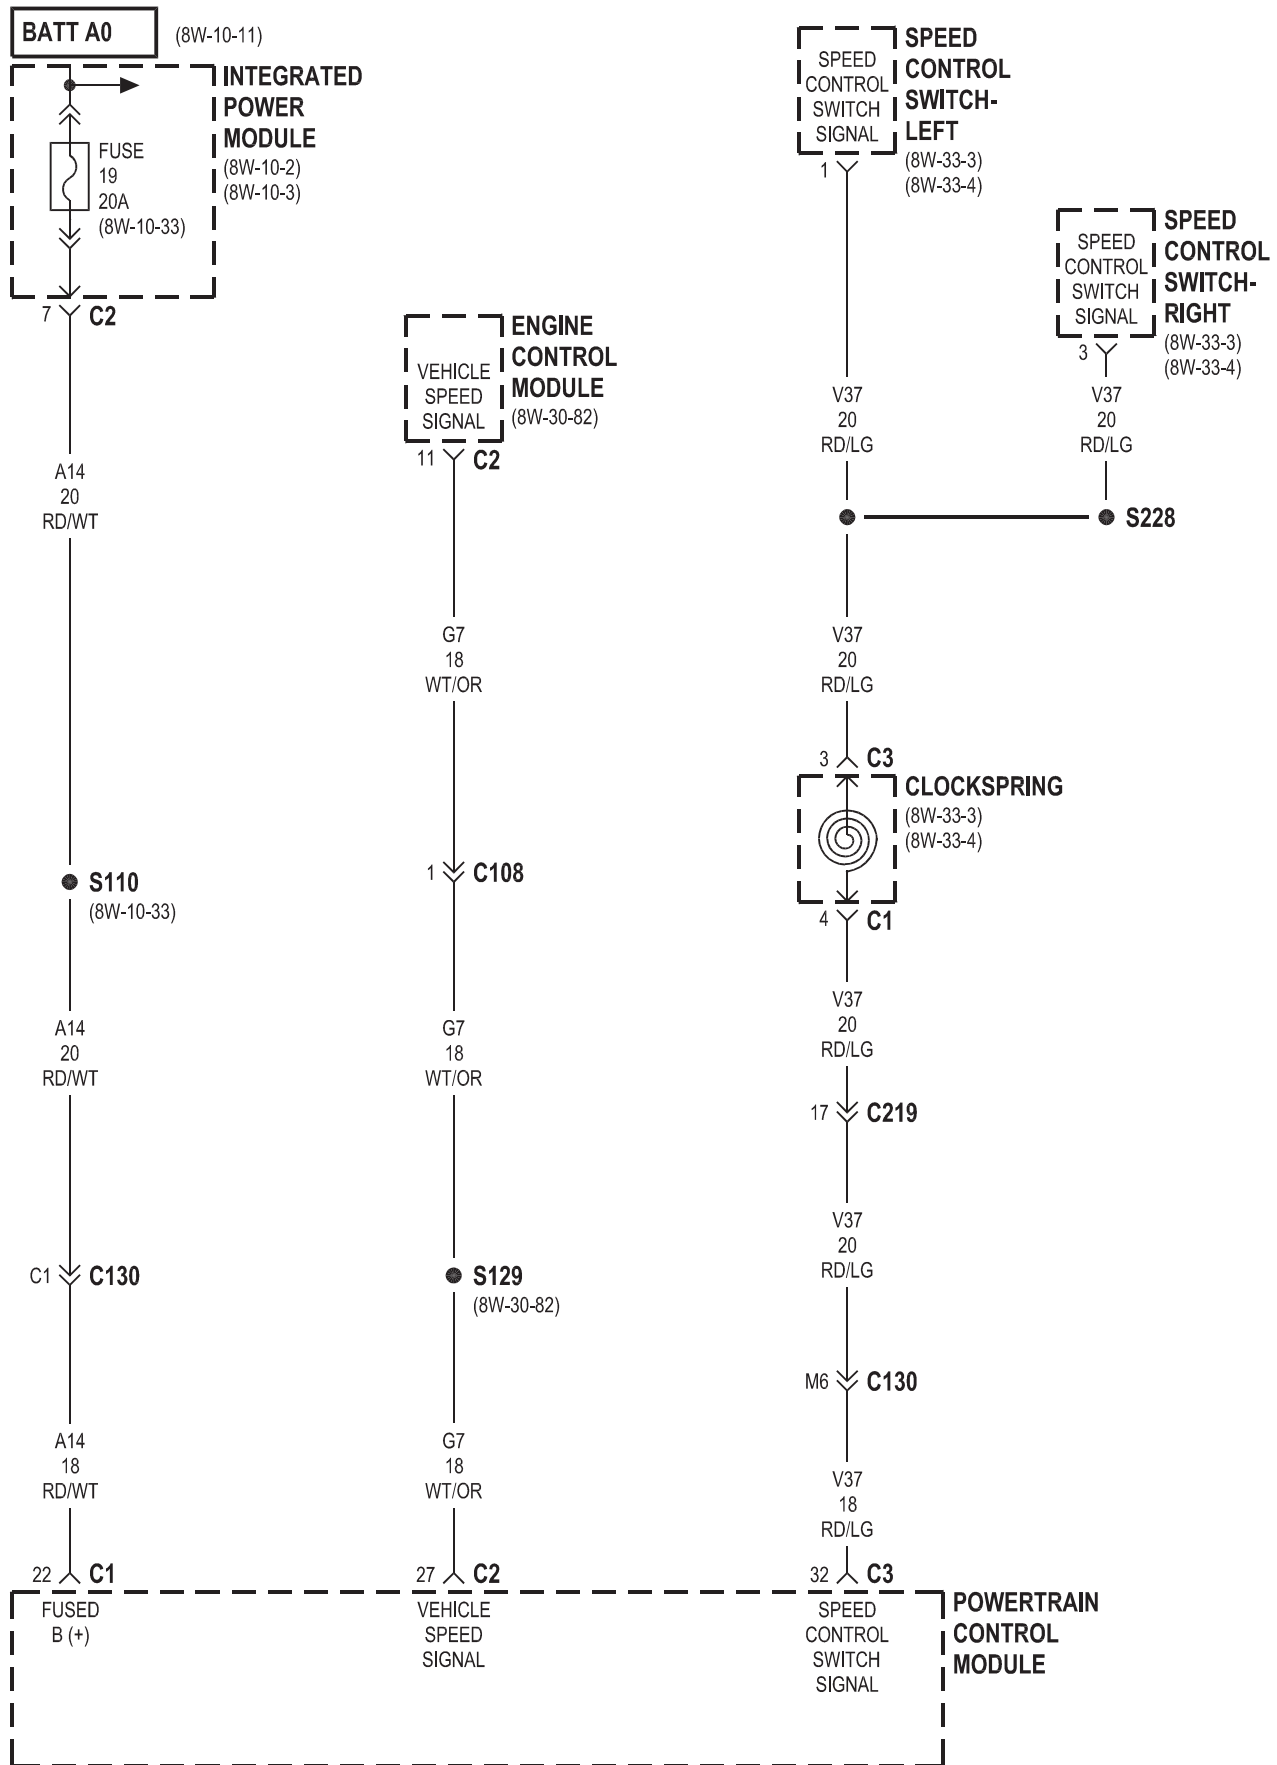 BATT A0
(8W-10-11)
INTEGRATED
POWER
MODULE
(8W-10-2)
(8W-10-3)
FUSE
19
20A
(8W-10-33)
7
C2
A14
20
RD/WT
S110
(8W-10-33)
A14
20
RD/WT
C1
C130
A14
18
RD/WT
22
C1
FUSED
B (+)
ENGINE
CONTROL
MODULE
(8W-30-82)
VEHICLE
SPEED
SIGNAL
11
C2
G7
18
WT/OR
1
C108
G7
18
WT/OR
S129
(8W-30-82)
G7
18
WT/OR
27
C2
VEHICLE
SPEED
SIGNAL
SPEED
CONTROL
SWITCH
SIGNAL
SPEED
CONTROL
SWITCH-
LEFT
(8W-33-3)
(8W-33-4)
1
V37
20
RD/LG
SPEED
CONTROL
SWITCH
SIGNAL
SPEED
CONTROL
SWITCH-
RIGHT
(8W-33-3)
(8W-33-4)
3
V37
20
RD/LG
S228
V37
20
RD/LG
3
C3
CLOCKSPRING
(8W-33-3)
(8W-33-4)
4
C1
V37
20
RD/LG
17
C219
V37
20
RD/LG
M6
C130
V37
18
RD/LG
32
C3
SPEED
CONTROL
SWITCH
SIGNAL
POWERTRAIN
CONTROL
MODULE